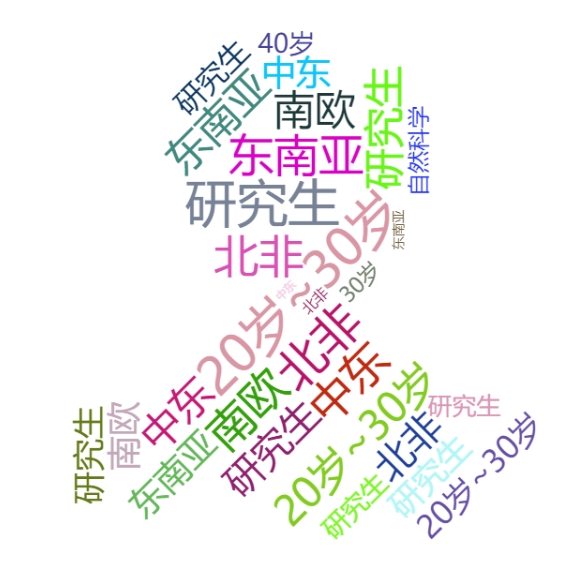 40岁
研究生
中东
东南亚
南欧
研究生
自然科学
东南亚
研究生
东南亚
北非
20岁~30岁
30岁
中东
北非
北非
中东
中东
南欧
南欧
研究生
东南亚
研究生
20岁~30岁
研究生
北非
研究生
研究生
20岁~30岁